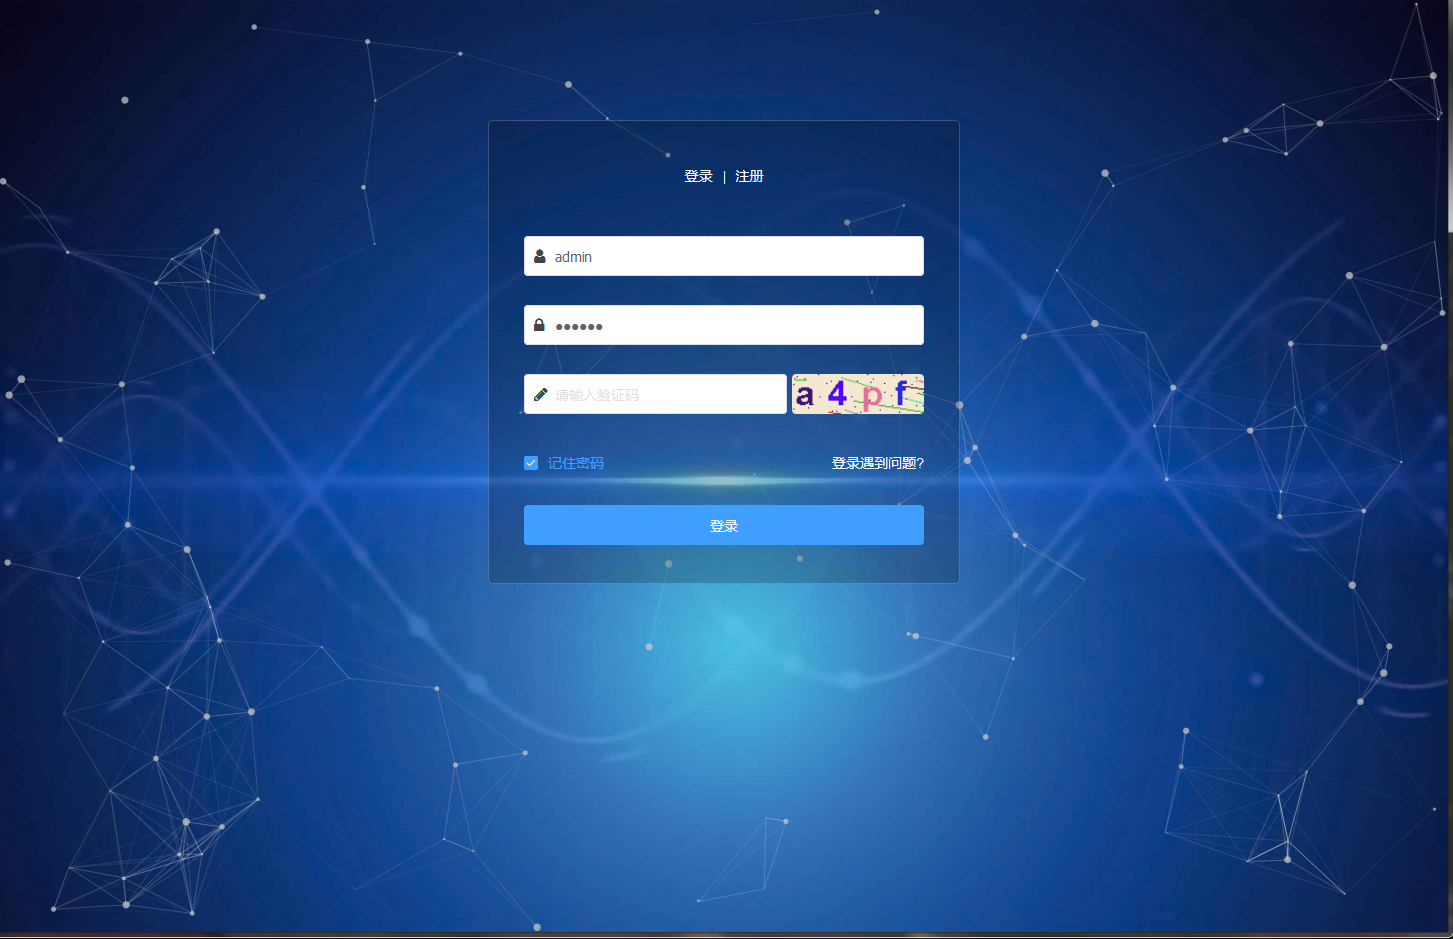 登录 | 注册
admin
●●●●●●
请输入验证码 a4pf
记住密码 登录遇到问题?
登录